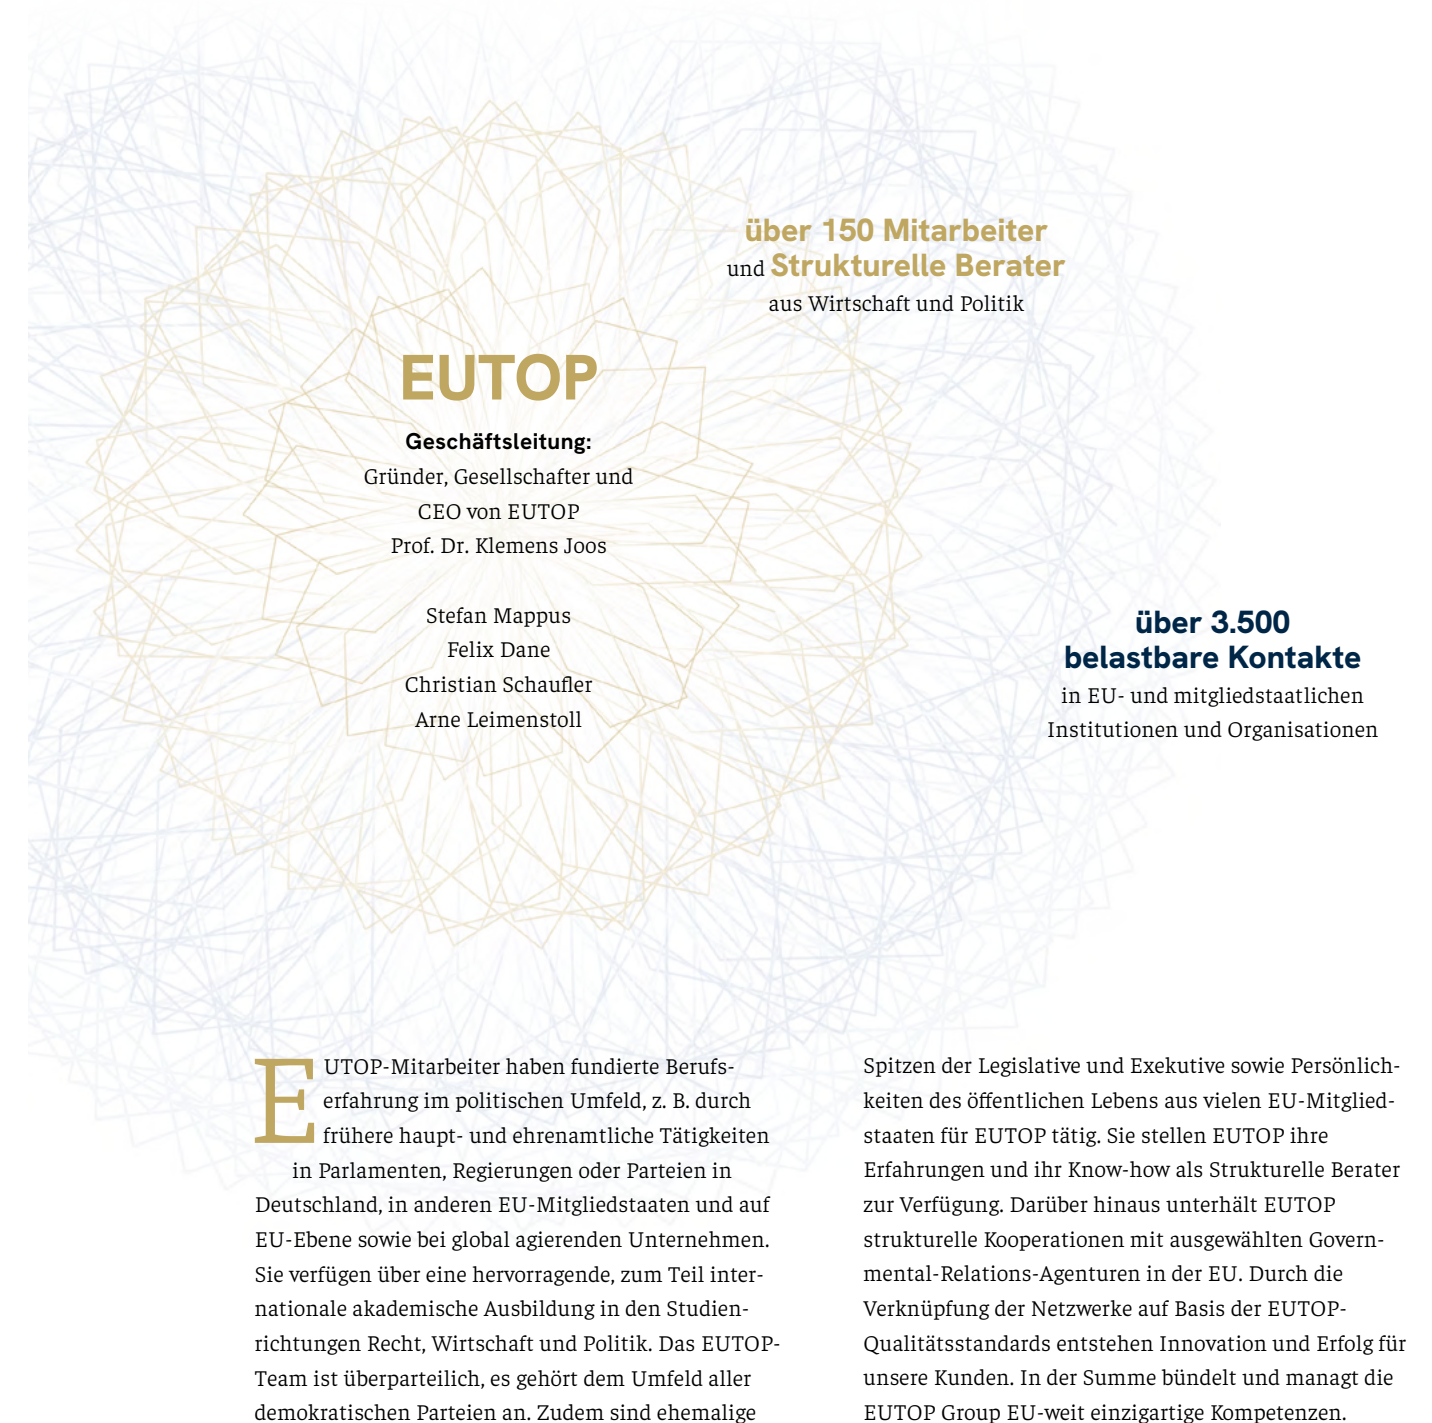 über 150 Mitarbeiter
und Strukturelle Berater
aus Wirtschaft und Politik
EUTOP
Geschäftsleitung:
Gründer, Gesellschafter und
CEO von EUTOP
Prof. Dr. Klemens Joos
Stefan Mappus
Felix Dane
Christian Schaufler
Arne Leimenstoll
über 3.500
belastbare Kontakte
in EU- und mitgliedstaatlichen
Institutionen und Organisationen
EUTOP-Mitarbeiter haben fundierte Berufs-
erfahrung im politischen Umfeld, z. B. durch
frühere haupt- und ehrenamtliche Tätigkeiten
in Parlamenten, Regierungen oder Parteien in
Deutschland, in anderen EU-Mitgliedstaaten und auf
EU-Ebene sowie bei global agierenden Unternehmen.
Sie verfügen über eine hervorragende, zum Teil inter-
nationale akademische Ausbildung in den Studien-
richtungen Recht, Wirtschaft und Politik. Das EUTOP-
Team ist überparteilich, es gehört dem Umfeld aller
demokratischen Parteien an. Zudem sind ehemalige
Spitzen der Legislative und Exekutive sowie Persönlich-
keiten des öffentlichen Lebens aus vielen EU-Mitglied-
staaten für EUTOP tätig. Sie stellen EUTOP ihre
Erfahrungen und ihr Know-how als Strukturelle Berater
zur Verfügung. Darüber hinaus unterhält EUTOP
strukturelle Kooperationen mit ausgewählten Govern-
mental-Relations-Agenturen in der EU. Durch die
Verknüpfung der Netzwerke auf Basis der EUTOP-
Qualitätsstandards entstehen Innovation und Erfolg für
unsere Kunden. In der Summe bündelt und managt die
EUTOP Group EU-weit einzigartige Kompetenzen.